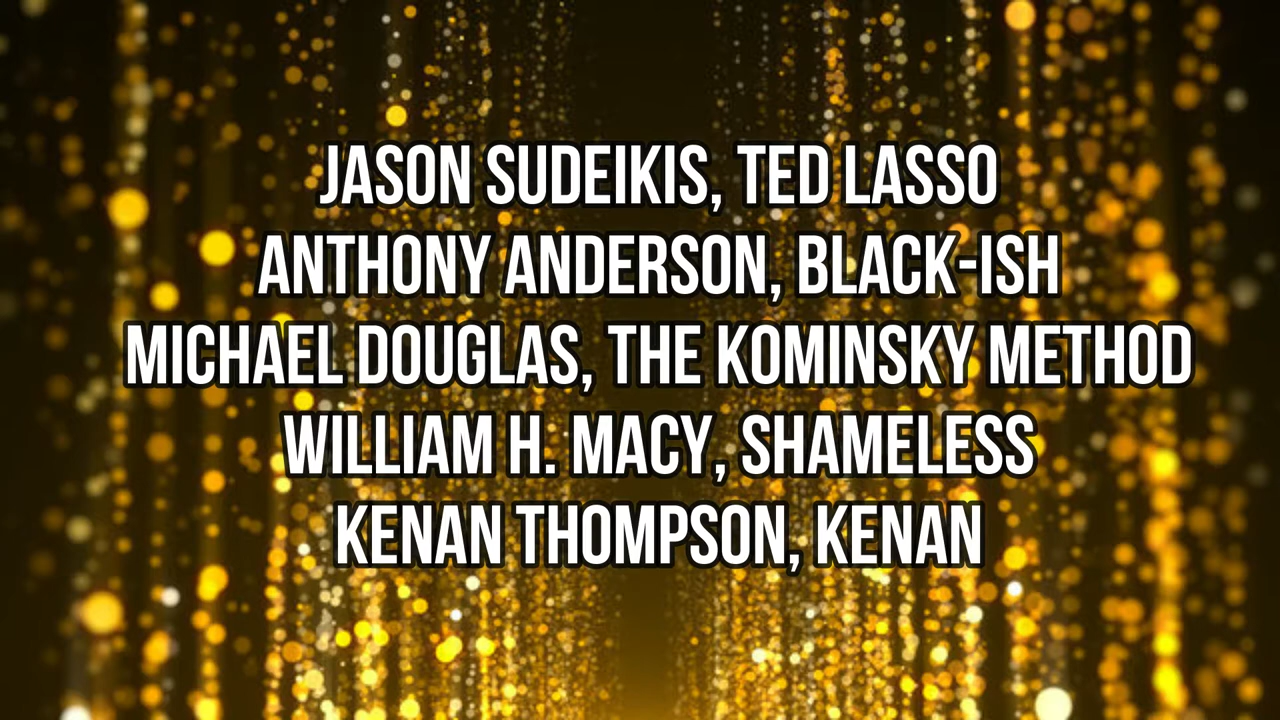 JASON SUDEIKIS, TED LASSO
ANTHONY ANDERSON, BLACK-ISH
MICHAEL DOUGLAS, THE KOMINSKY METHOD
WILLIAM H. MACY, SHAMELESS
KENAN THOMPSON, KENAN